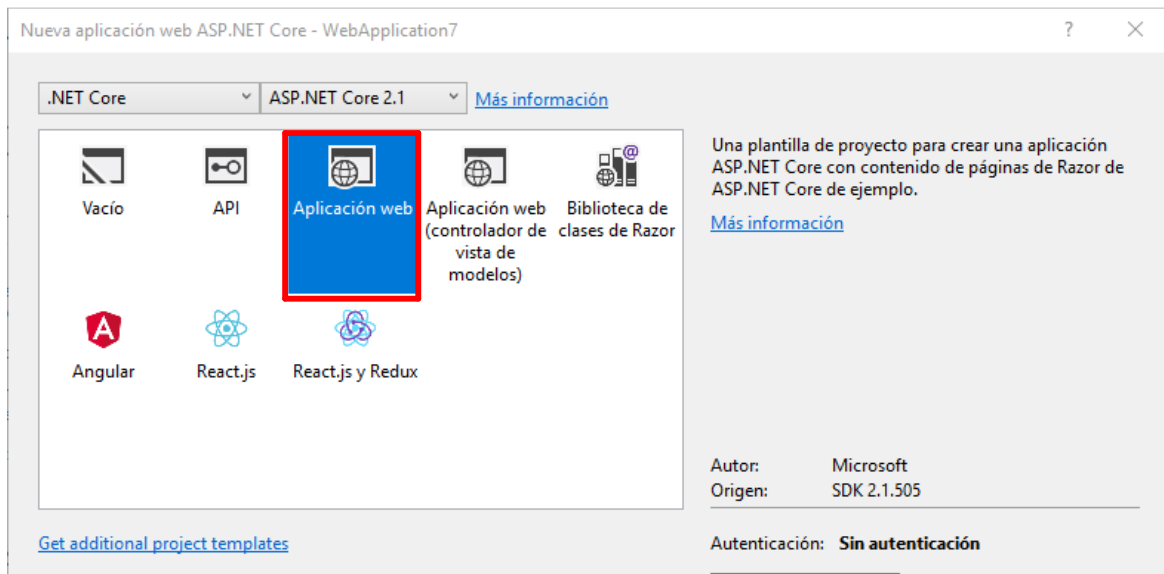 Nueva aplicación web ASP.NET Core - WebApplication7
?
.NET Core
ASP.NET Core 2.1
Más información
Vacío
API
Aplicación web
Aplicación web
(controlador de
vista de
modelos)
Biblioteca de
clases de Razor
Angular
React.js
React.js y Redux
Una plantilla de proyecto para crear una aplicación
ASP.NET Core con contenido de páginas de Razor de
ASP.NET Core de ejemplo.
Más información
Autor: Microsoft
Origen: SDK 2.1.505
Get additional project templates
Autenticación: Sin autenticación